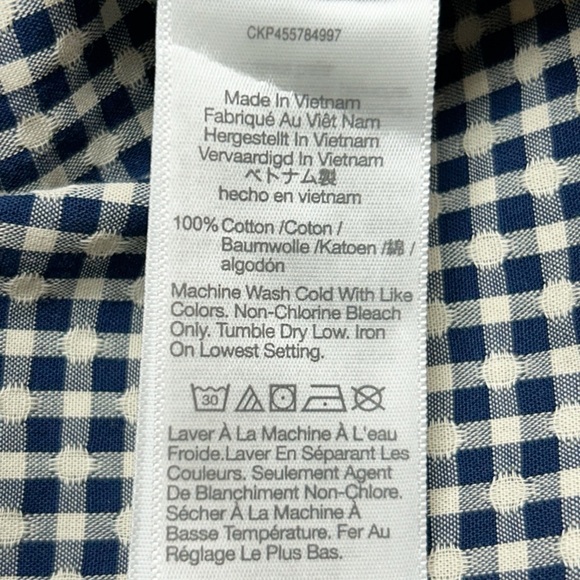 CKP455784997
Made In Vietnam
Fabriqué Au Việt Nam
Hergestellt In Vietnam
Vervaardigd In Vietnam
ベトナム製
hecho en vietnam
100% Cotton /Coton /
Baumwolle /Katoen /綿 /
algodón
Machine Wash Cold With Like
Colors. Non-Chlorine Bleach
Only. Tumble Dry Low. Iron
On Lowest Setting.
30
Laver À La Machine À L'eau
Froide.Laver En Séparant Les
Couleurs. Seulement Agent
De Blanchiment Non-Chlore.
Sécher À La Machine À
Basse Température. Fer Au
Réglage Le Plus Bas.